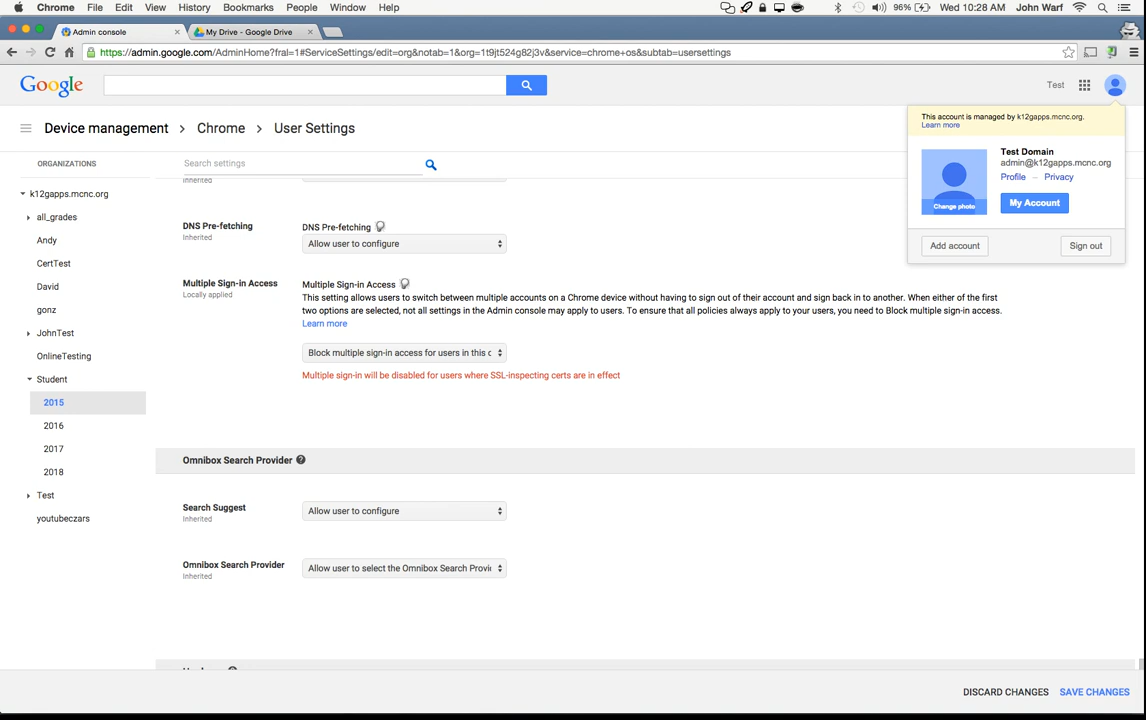 Chrome File Edit View History Bookmarks People Window Help 96% Wed 10:28 AM John Warf
Admin console My Drive - Google Drive
https://admin.google.com/AdminHome?fral=1#ServiceSettings/edit=org&notab=1&org=1t9jt524g82j3v&service=chrome+os&subtab=usersettings
Google Test
This account is managed by k12gapps.mcnc.org.
Learn more
Device management > Chrome > User Settings
Test Domain
admin@k12gapps.mcnc.org
Profile – Privacy
My Account
Change photo
Add account Sign out
ORGANIZATIONS
k12gapps.mcnc.org
all_grades
Andy
CertTest
David
gonz
JohnTest
OnlineTesting
Student
2015
2016
2017
2018
Test
youtubeczars
Search settings
Inherited
DNS Pre-fetching
Inherited
DNS Pre-fetching
Allow user to configure
Multiple Sign-in Access
Locally applied
Multiple Sign-in Access
This setting allows users to switch between multiple accounts on a Chrome device without having to sign out of their account and sign back in to another. When either of the first
two options are selected, not all settings in the Admin console may apply to users. To ensure that all policies always apply to your users, you need to Block multiple sign-in access.
Learn more
Block multiple sign-in access for users in this o
Multiple sign-in will be disabled for users where SSL-inspecting certs are in effect
Omnibox Search Provider
Search Suggest
Inherited
Allow user to configure
Omnibox Search Provider
Inherited
Allow user to select the Omnibox Search Provi
DISCARD CHANGES SAVE CHANGES